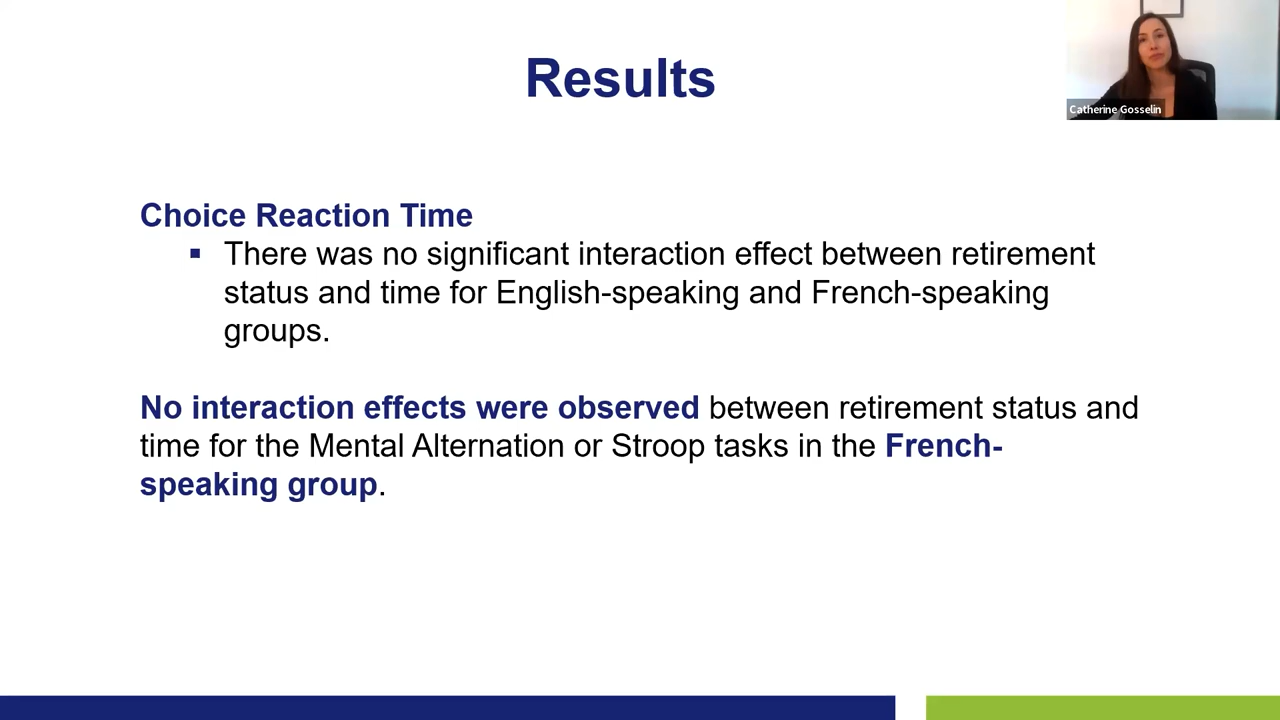 Results
Catherine Gosselin
Choice Reaction Time
▪ There was no significant interaction effect between retirement
status and time for English-speaking and French-speaking
groups.
No interaction effects were observed between retirement status and
time for the Mental Alternation or Stroop tasks in the French-
speaking group.